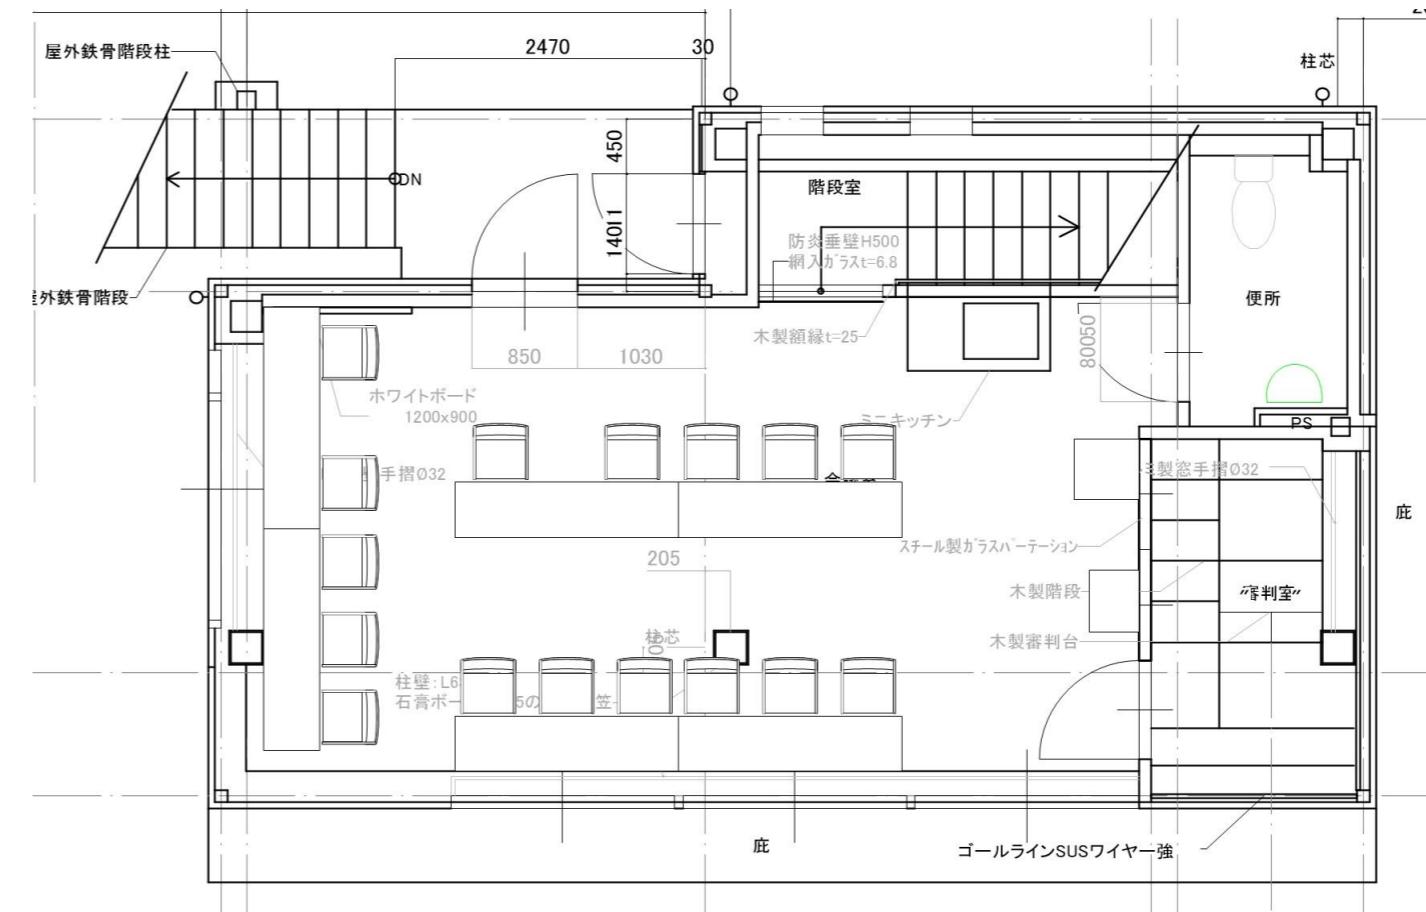 屋外鉄骨階段柱
2470
30
柱芯
450
DN
階段室
防炎垂壁H500
網入ガラスt=6.8
屋外鉄骨階段
便所
木製額縁t=25
80050
850
1030
ホワイトボード
1200x900
ミニキッチン
PS
手摺Ø32
製窓手摺Ø32
庇
スチール製ガラスパーテーション
205
木製階段
"審判室"
木製審判台
柱芯
柱壁:L6
石膏ボー
5の
笠
庇
ゴールラインSUSワイヤー強